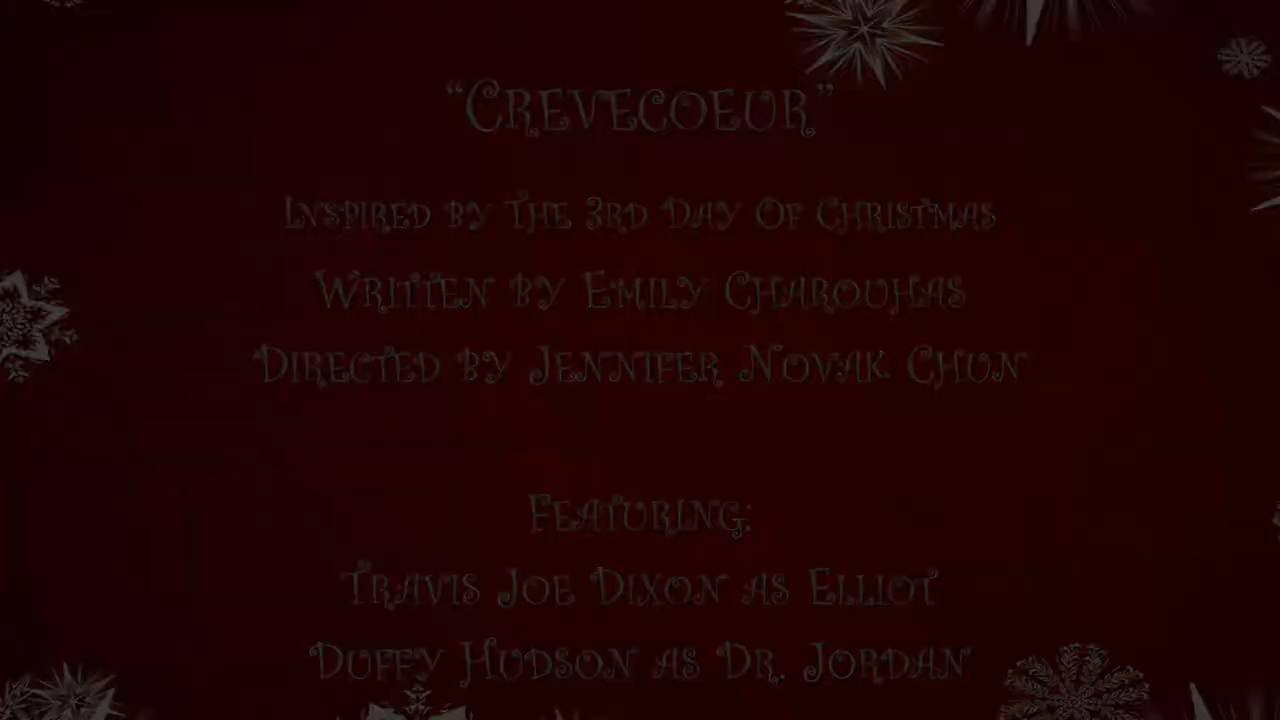 “Crevecoeur”
Inspired by The 3rd Day Of Christmas
Written by Emily Charouhas
Directed by Jennifer Novak Chun
Featuring:
Travis Joe Dixon as Elliot
Duffy Hudson as Dr. Jordan